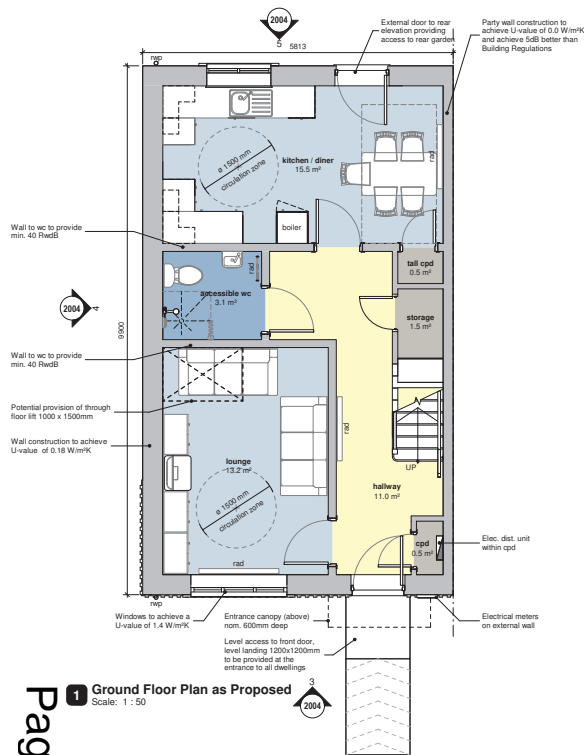 2004
5
5813
rwp
External door to rear
elevation providing
access to rear garden
Party wall construction to
achieve U-value of 0.0 W/m²K
and achieve 5dB better than
Building Regulations
ø 1500 mm
circulation zone
kitchen / diner
15.5 m²
rad
boiler
Wall to wc to provide
min. 40 RwdB
rad
accessible wc
3.1 m²
tall cpd
0.5 m²
storage
1.5 m²
2004
4
9900
Wall to wc to provide
min. 40 RwdB
Potential provision of through
floor lift 1000 x 1500mm
Wall construction to achieve
U-value of 0.18 W/m²K
lounge
13.2 m²
rad
UP
hallway
11.0 m²
ø 1500 mm
circulation zone
cpd
0.5 m²
Elec. dist. unit
within cpd
rad
rwp
Windows to achieve a
U-value of 1.4 W/m²K
Entrance canopy (above)
nom. 600mm deep
Electrical meters
on external wall
Level access to front door,
level landing 1200x1200mm
to be provided at the
entrance to all dwellings
3
2004
1 Ground Floor Plan as Proposed
Scale: 1 : 50
Pag